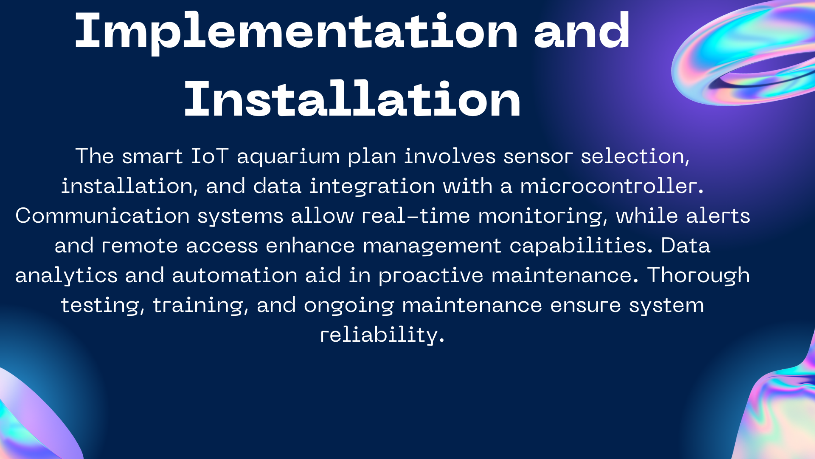 Implementation and
Installation
The smart IoT aquarium plan involves sensor selection,
installation, and data integration with a microcontroller.
Communication systems allow real-time monitoring, while alerts
and remote access enhance management capabilities. Data
analytics and automation aid in proactive maintenance. Thorough
testing, training, and ongoing maintenance ensure system
reliability.